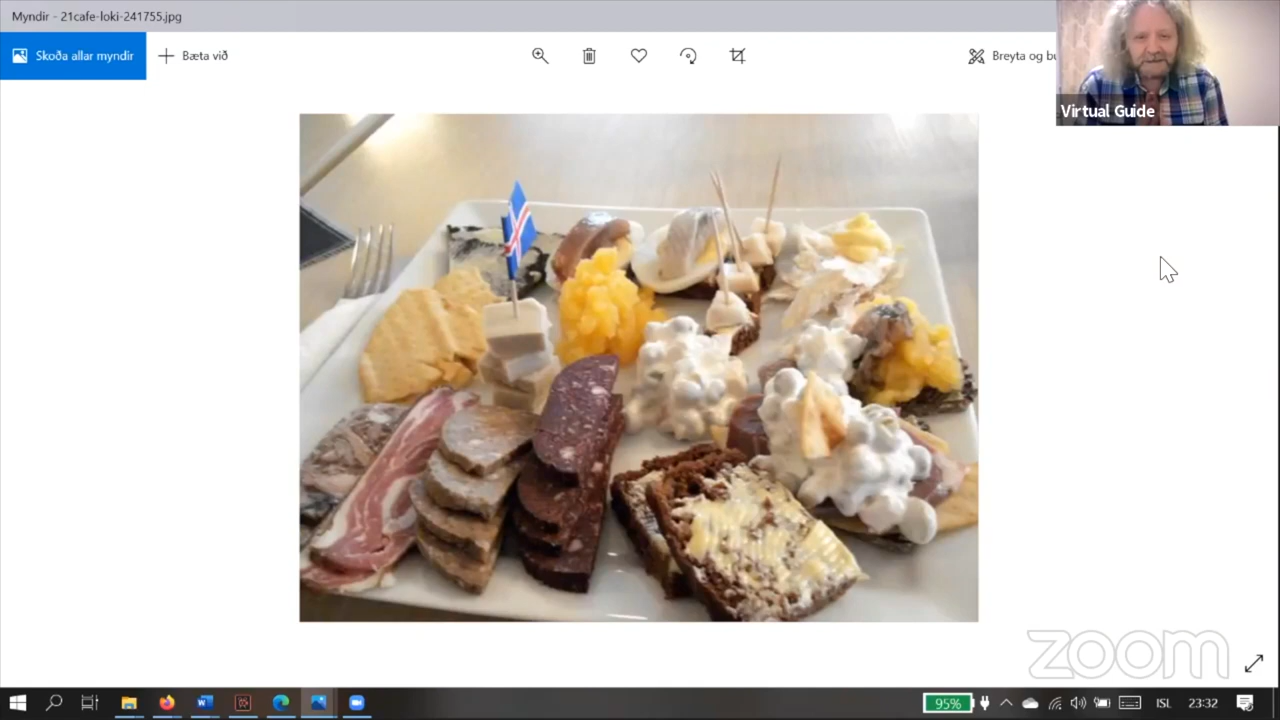 Myndir - 21cafe-loki-241755.jpg
Skoða allar myndir
Bæta við
Breyta og
Virtual Guide
zoom
95%
ISL
23:32